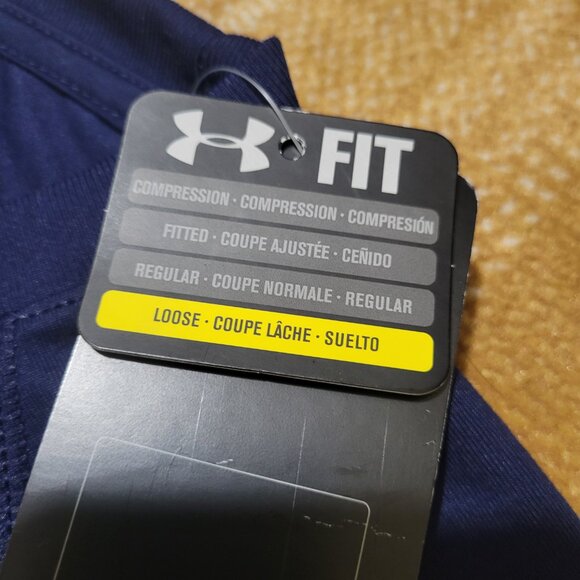 FIT
COMPRESSION · COMPRESSION · COMPRESIÓN
FITTED · COUPE AJUSTÉE · CEÑIDO
REGULAR · COUPE NORMALE · REGULAR
LOOSE · COUPE LÂCHE · SUELTO